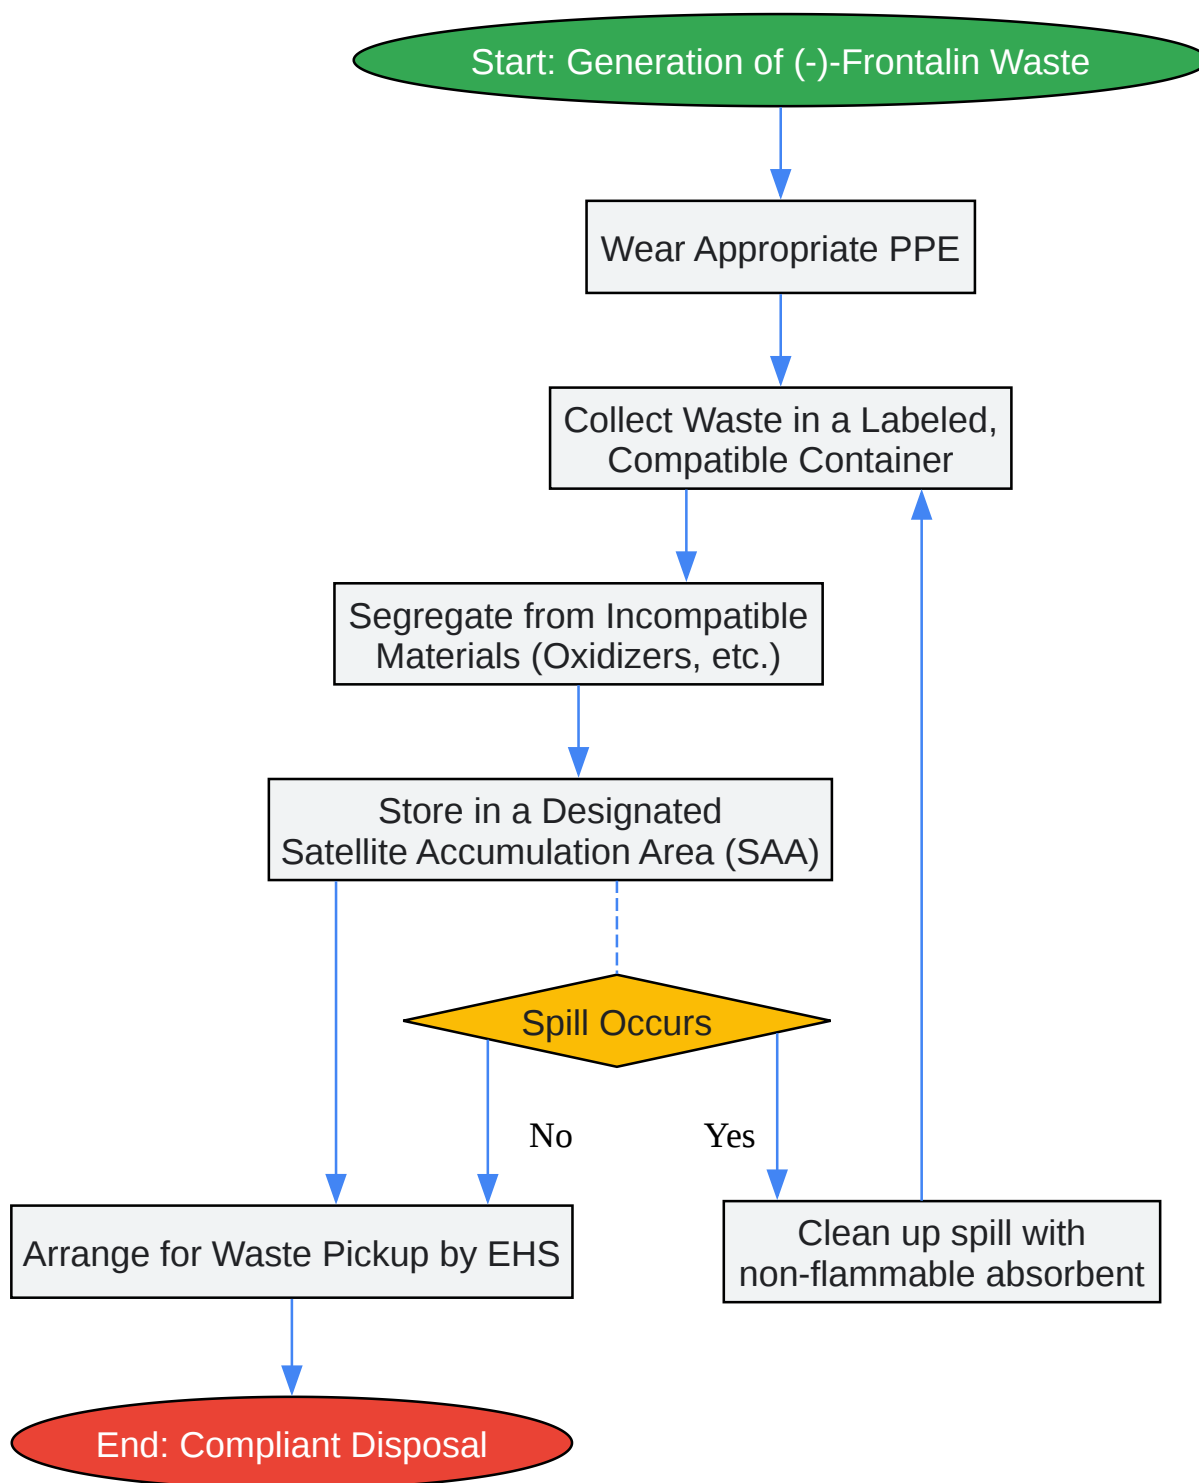 Start: Generation of (-)-Frontalin Waste
Wear Appropriate PPE
Collect Waste in a Labeled,
Compatible Container
Segregate from Incompatible
Materials (Oxidizers, etc.)
Store in a Designated
Satellite Accumulation Area (SAA)
Spill Occurs
No
Yes
Arrange for Waste Pickup by EHS
Clean up spill with
non-flammable absorbent
End: Compliant Disposal